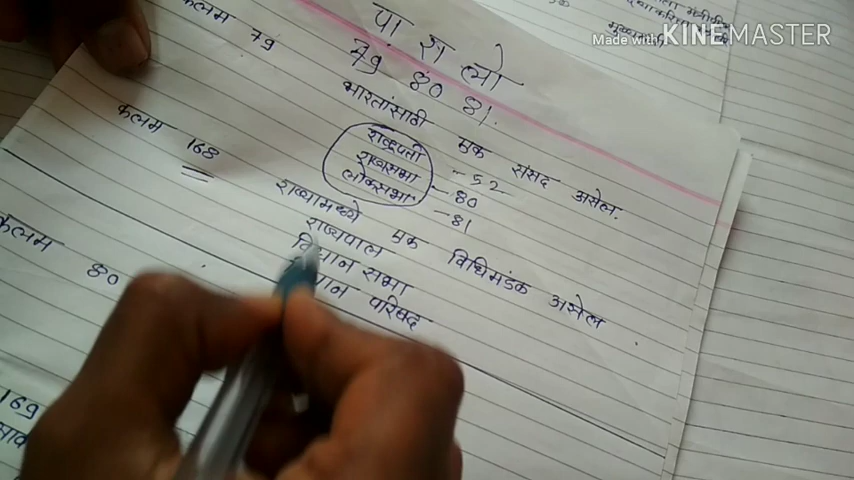 Made with KINEMASTER
पां रा लो
कलम 79
79 80 81.
भारतांसाठी एक संसद असेल.
कलम 168
राष्ट्रपती - 52
राज्यसभा - 80
लोकसभा - 81
राज्यामध्ये एक विधिमंडळ असेल
राज्यपाल
विधान सभा
परिषद
कलम 80
169